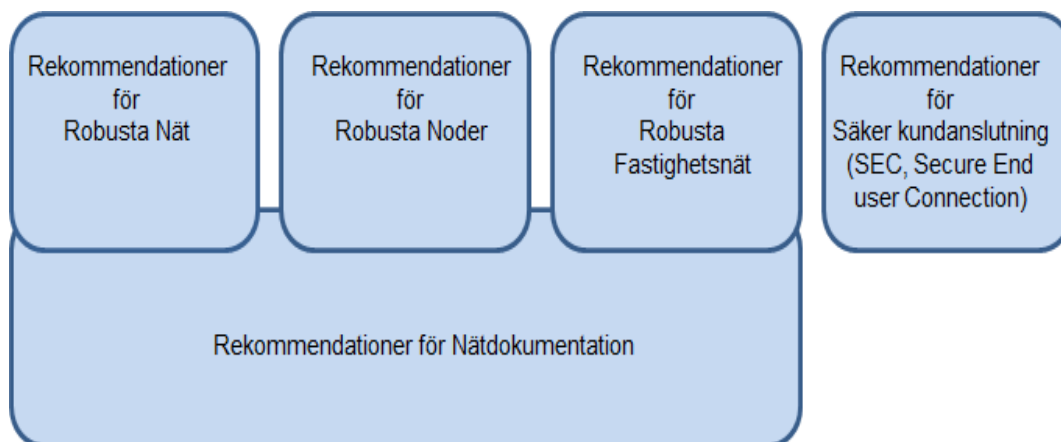 Rekommendationer
för
Robusta Nät
Rekommendationer
för
Robusta Noder
Rekommendationer
för
Robusta
Fastighetsnät
Rekommendationer
för
Säker kundanslutning
(SEC, Secure End
user Connection)
Rekommendationer för Nätdokumentation